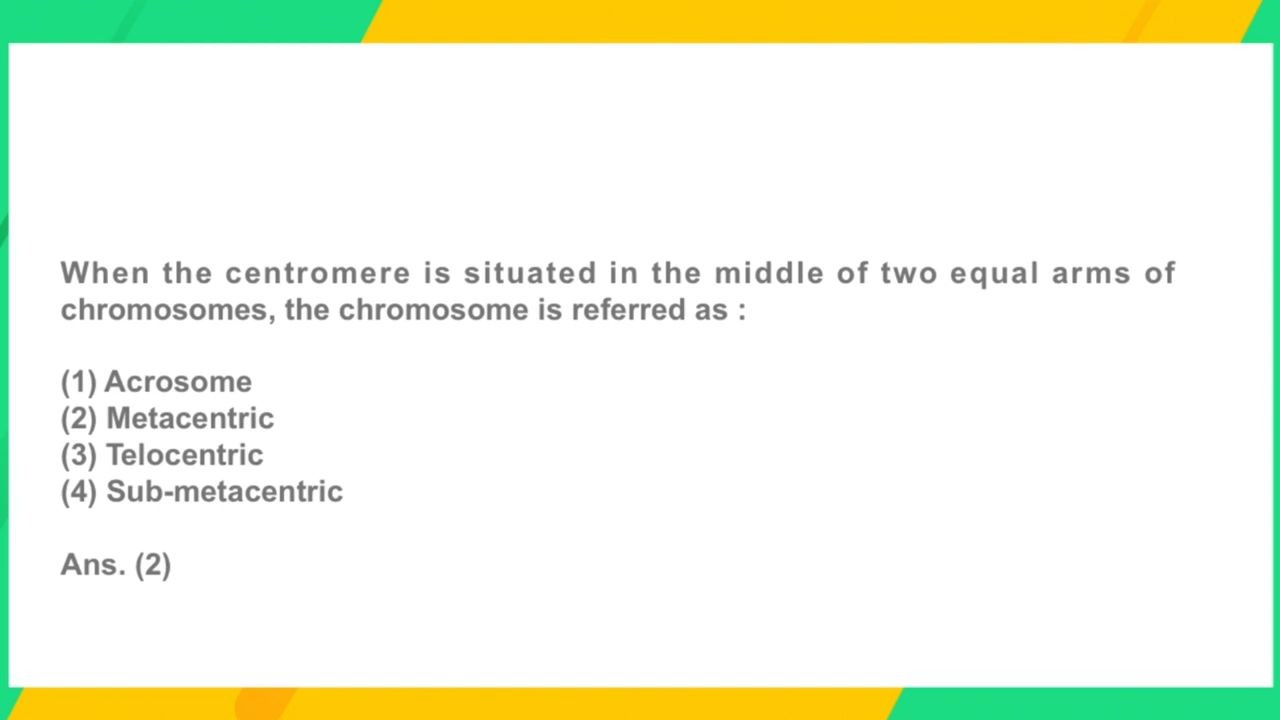 When the centromere is situated in the middle of two equal arms of
chromosomes, the chromosome is referred as :
(1) Acrosome
(2) Metacentric
(3) Telocentric
(4) Sub-metacentric
Ans. (2)